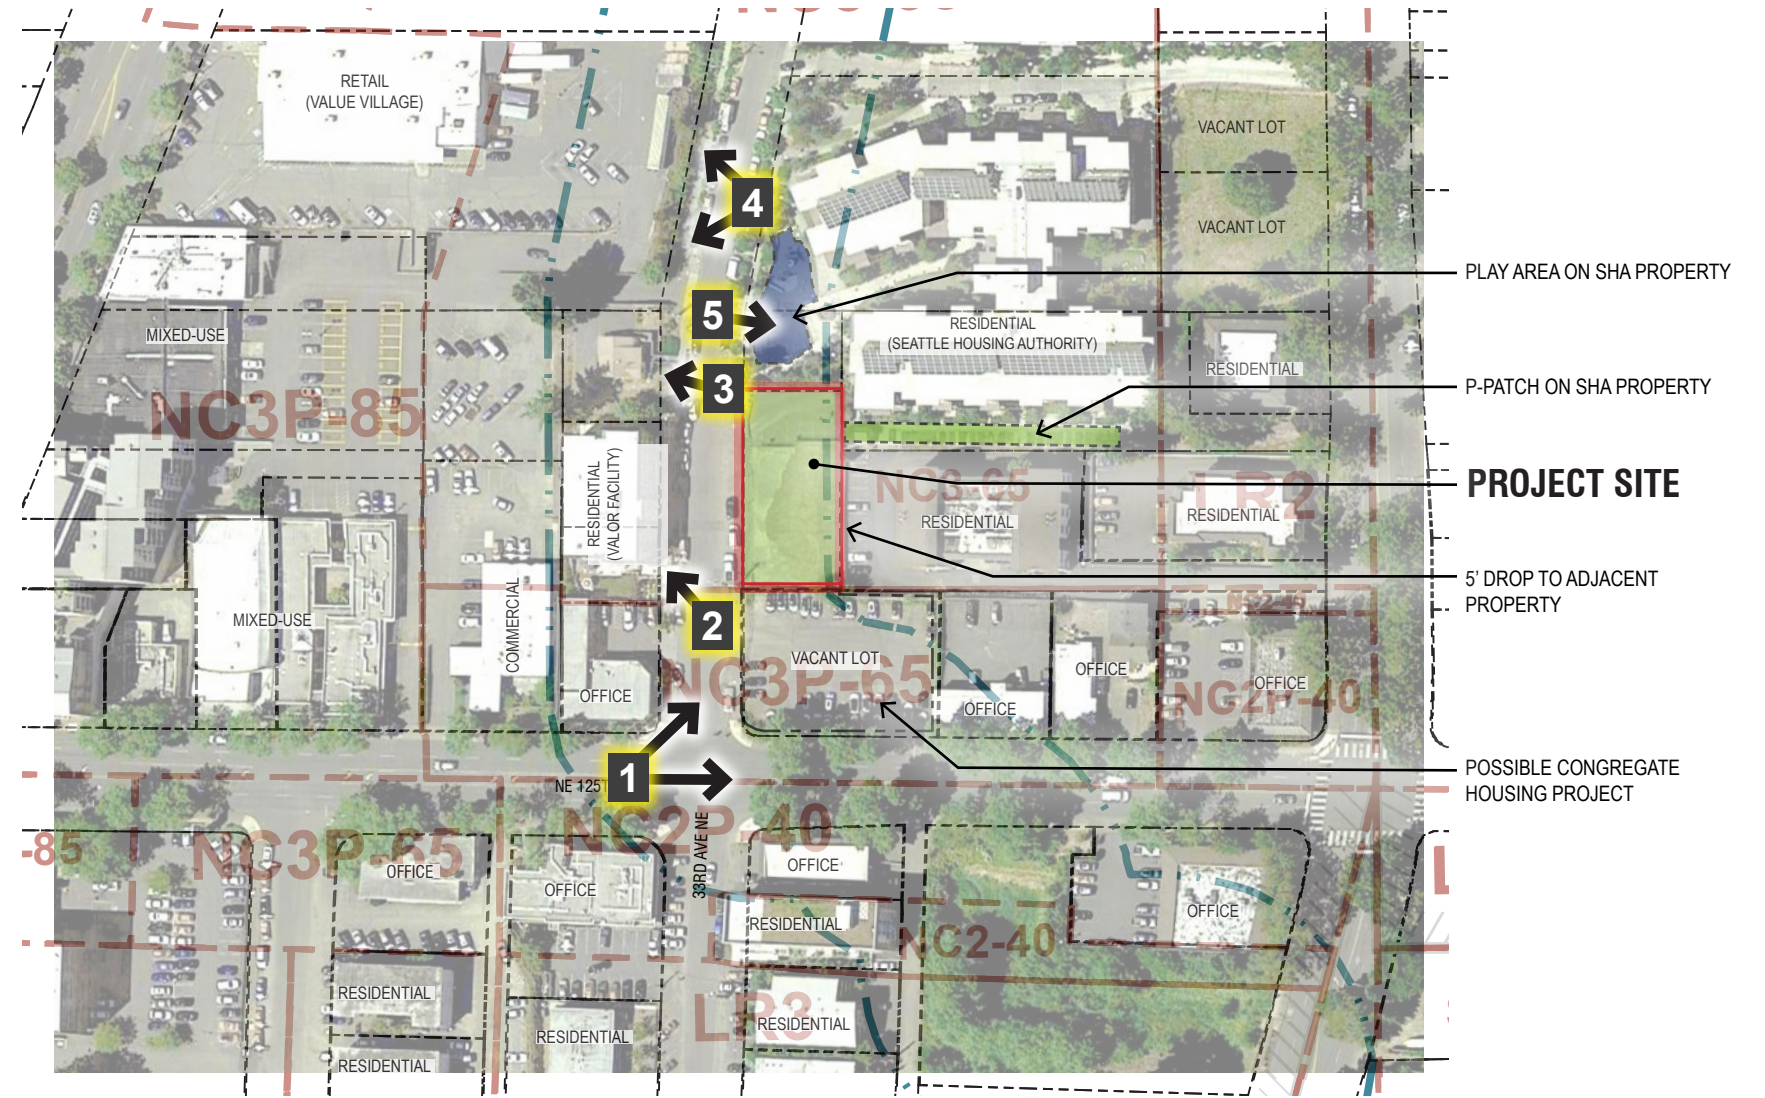 RETAIL
(VALUE VILLAGE)
VACANT LOT
4
VACANT LOT
PLAY AREA ON SHA PROPERTY
5
MIXED-USE
RESIDENTIAL
(SEATTLE HOUSING AUTHORITY)
RESIDENTIAL
3
P-PATCH ON SHA PROPERTY
NC3P-85
NC3-65
LR2
PROJECT SITE
RESIDENTIAL
(VALOR FACILITY)
RESIDENTIAL
RESIDENTIAL
5' DROP TO ADJACENT
PROPERTY
MIXED-USE
COMMERCIAL
2
VACANT LOT
NC3P-65
OFFICE
OFFICE
OFFICE
OFFICE
NC2P-40
1
NE 125T
POSSIBLE CONGREGATE
HOUSING PROJECT
NC2P-40
-85
NC3P-65
33RD AVE NE
OFFICE
OFFICE
OFFICE
OFFICE
RESIDENTIAL
NC2-40
RESIDENTIAL
LR3
RESIDENTIAL
RESIDENTIAL
RESIDENTIAL